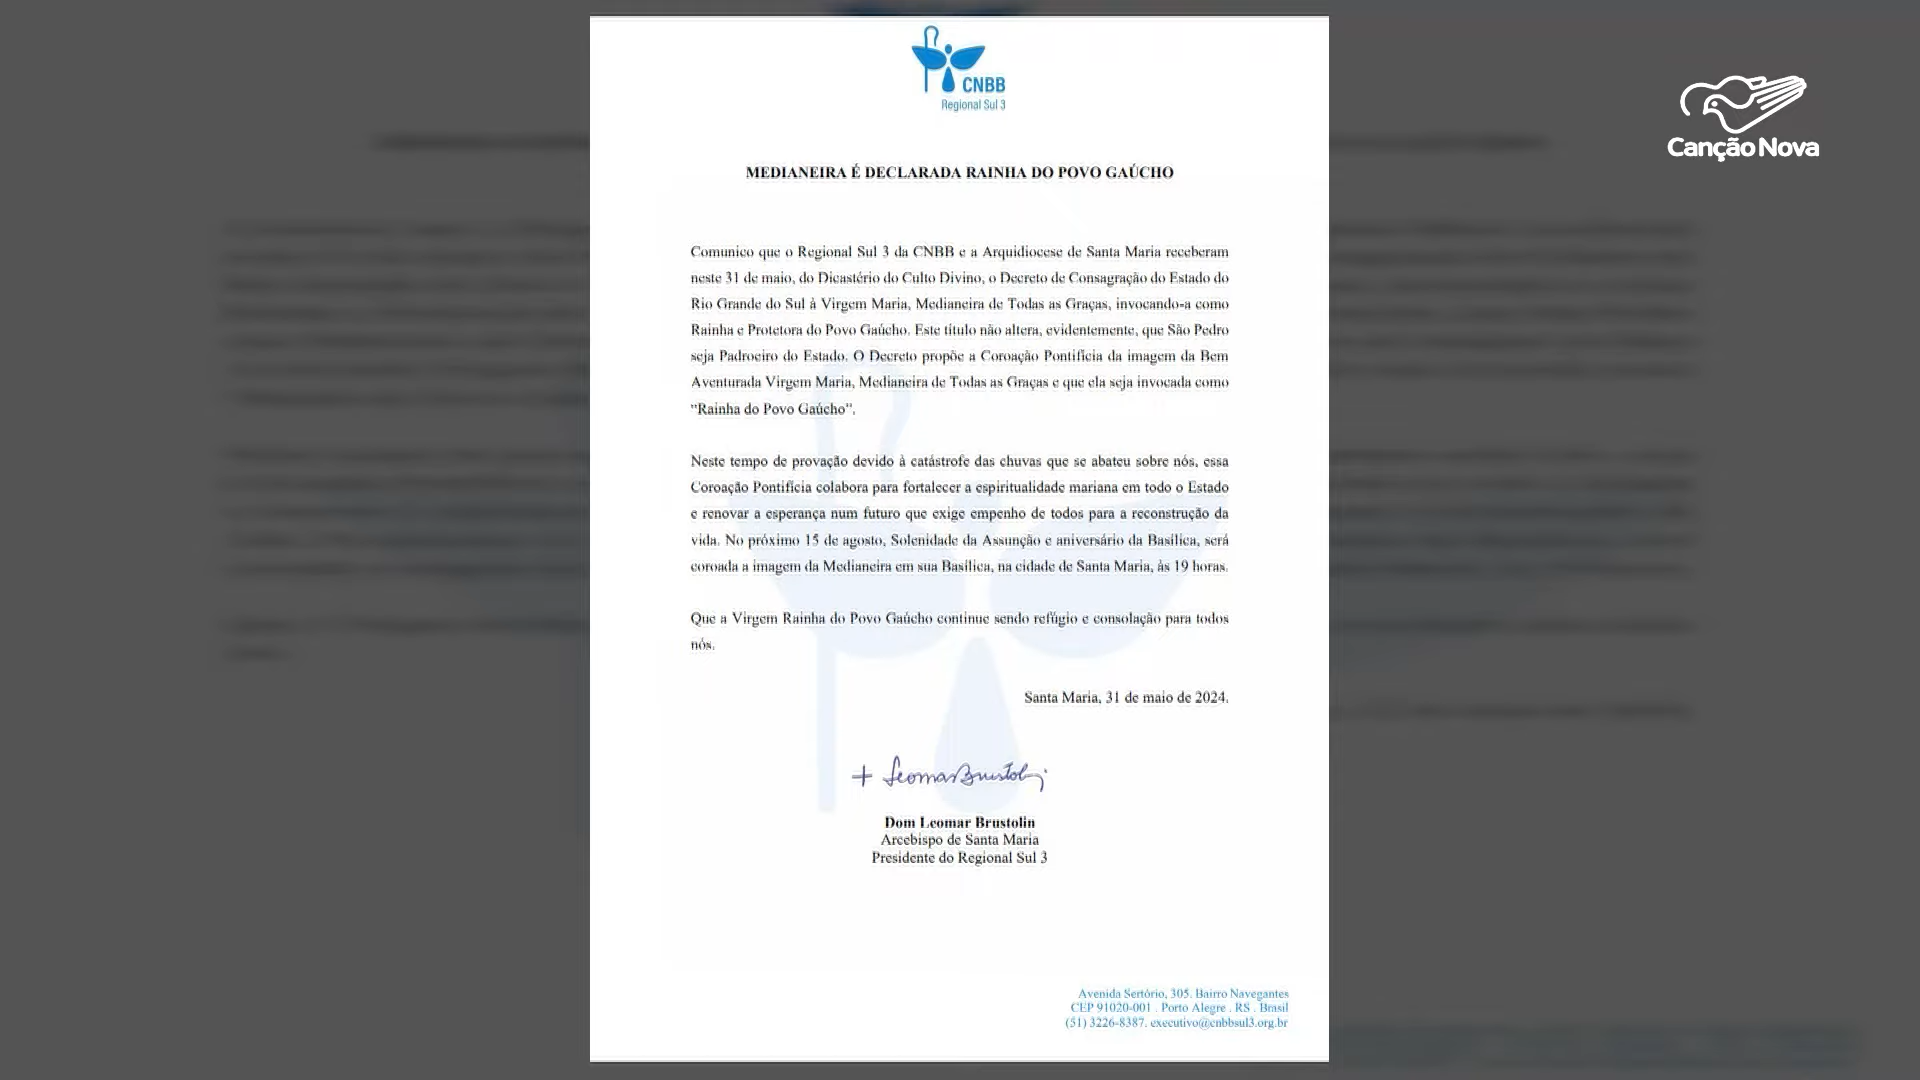 CNBB
Regional Sul 3
Canção Nova
MEDIANEIRA É DECLARADA RAINHA DO POVO GAÚCHO
Comunico que o Regional Sul 3 da CNBB e a Arquidiocese de Santa Maria receberam
neste 31 de maio, do Dicastério do Culto Divino, o Decreto de Consagração do Estado do
Rio Grande do Sul à Virgem Maria, Medianeira de Todas as Graças, invocando-a como
Rainha e Protetora do Povo Gaúcho. Este título não altera, evidentemente, que São Pedro
seja Padroeiro do Estado. O Decreto propõe a Coroação Pontifícia da imagem da Bem
Aventurada Virgem Maria, Medianeira de Todas as Graças e que ela seja invocada como
"Rainha do Povo Gaúcho".
Neste tempo de provação devido à catástrofe das chuvas que se abateu sobre nós, essa
Coroação Pontifícia colabora para fortalecer a espiritualidade mariana em todo o Estado
e renovar a esperança num futuro que exige empenho de todos para a reconstrução da
vida. No próximo 15 de agosto, Solenidade da Assunção e aniversário da Basílica, será
coroada a imagem da Medianeira em sua Basílica, na cidade de Santa Maria, às 19 horas.
Que a Virgem Rainha do Povo Gaúcho continue sendo refúgio e consolação para todos
nós.
Santa Maria, 31 de maio de 2024.
+ Leomar Brustolin
Dom Leomar Brustolin
Arcebispo de Santa Maria
Presidente do Regional Sul 3
Avenida Sertório, 305. Bairro Navegantes
CEP 91020-001 . Porto Alegre . RS . Brasil
(51) 3226-8387. executivo@cnbbsul3.org.br